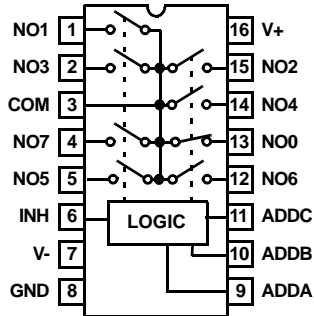 NO1 1 16 V+
NO3 2 15 NO2
COM 3 14 NO4
NO7 4 13 NO0
NO5 5 12 NO6
INH 6 LOGIC 11 ADDC
V- 7 10 ADDB
GND 8 9 ADDA